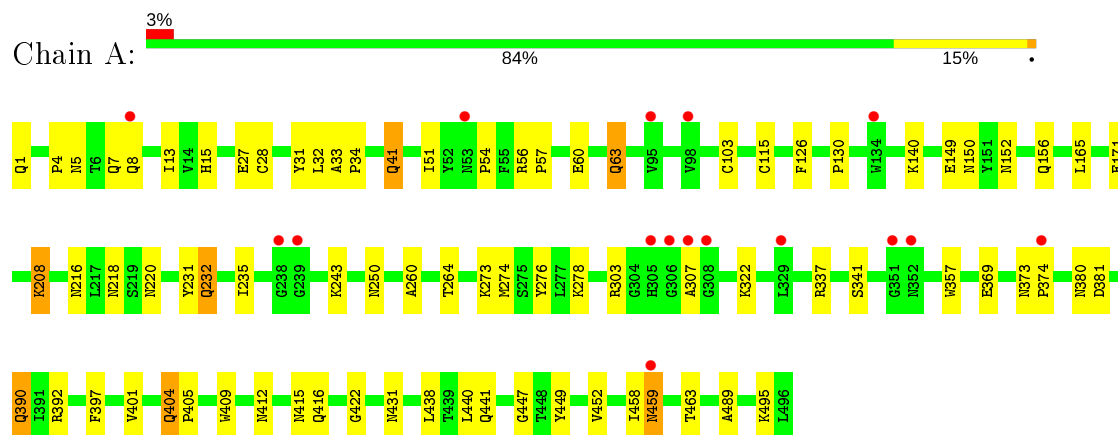 3%
Chain A:
84%
15%
Q1 P4 N5 T6 Q7 Q8 I13 V14 H15 E27 C28 Y31 L32 A33 P34 Q41 I51 Y52 N53 P54 F55 R56 P57 E60 Q63 V95 V98 C103 C115 F126 P130 W134 K140 E149 N150 Y151 N152 Q156 L165
K208 N216 L217 N218 S219 N220 Y231 Q232 I235 G238 G239 K243 N250 A260 T264 K273 M274 S275 Y276 L277 K278 R303 G304 H305 G306 A307 G308 K322 L329 R337 S341 G351 N352 W357 E369 N373 P374 N380 D381
Q390 I391 R392 F397 V401 Q404 P405 W409 N412 N415 Q416 G422 N431 L438 T439 L440 Q441 G447 T448 Y449 V452 I458 N459 T463 A489 K495 L496